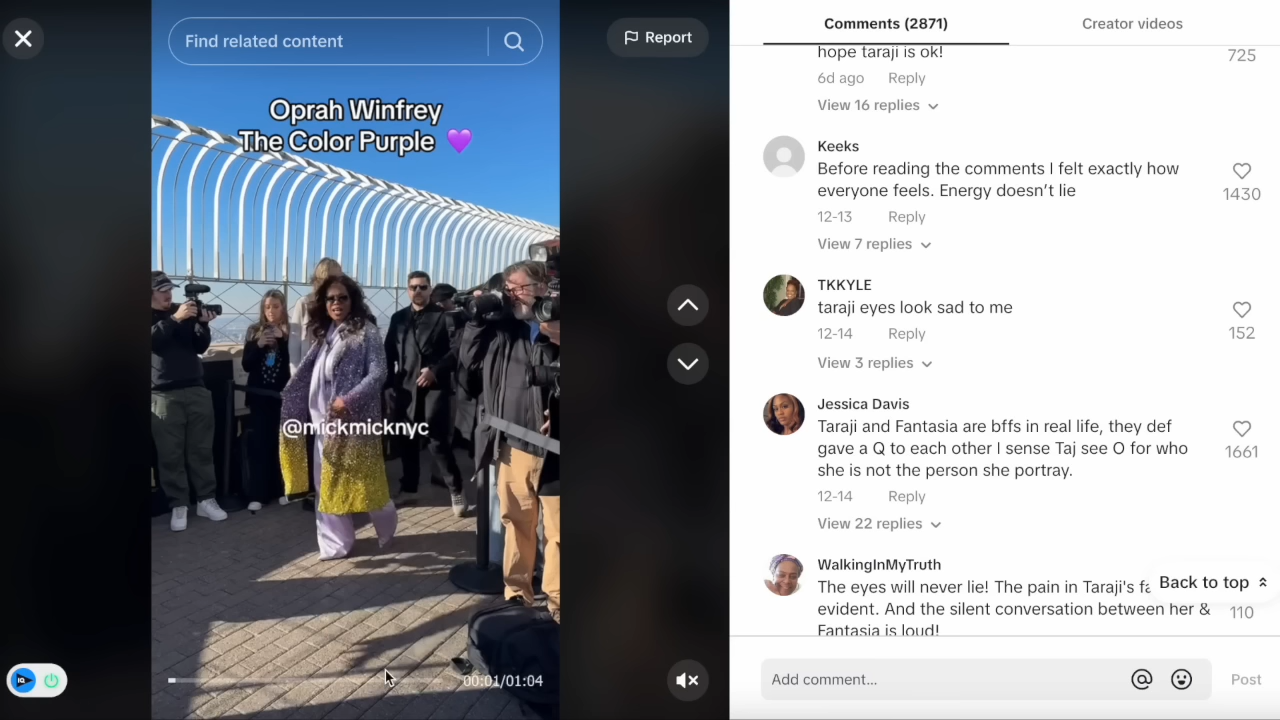 Find related content
Report
Oprah Winfrey
The Color Purple 💜
@mickmicknyc
00:01/01:04
IQ
Comments (2871)
Creator videos
hope taraji is ok!
725
6d ago Reply
View 16 replies
Keeks
Before reading the comments I felt exactly how
everyone feels. Energy doesn’t lie
1430
12-13 Reply
View 7 replies
TKKYLE
taraji eyes look sad to me
152
12-14 Reply
View 3 replies
Jessica Davis
Taraji and Fantasia are bffs in real life, they def
gave a Q to each other I sense Taj see O for who
she is not the person she portray.
1661
12-14 Reply
View 22 replies
WalkingInMyTruth
The eyes will never lie! The pain in Taraji's
evident. And the silent conversation between her &
Fantasia is loud!
110
Back to top
Add comment...
@
Post